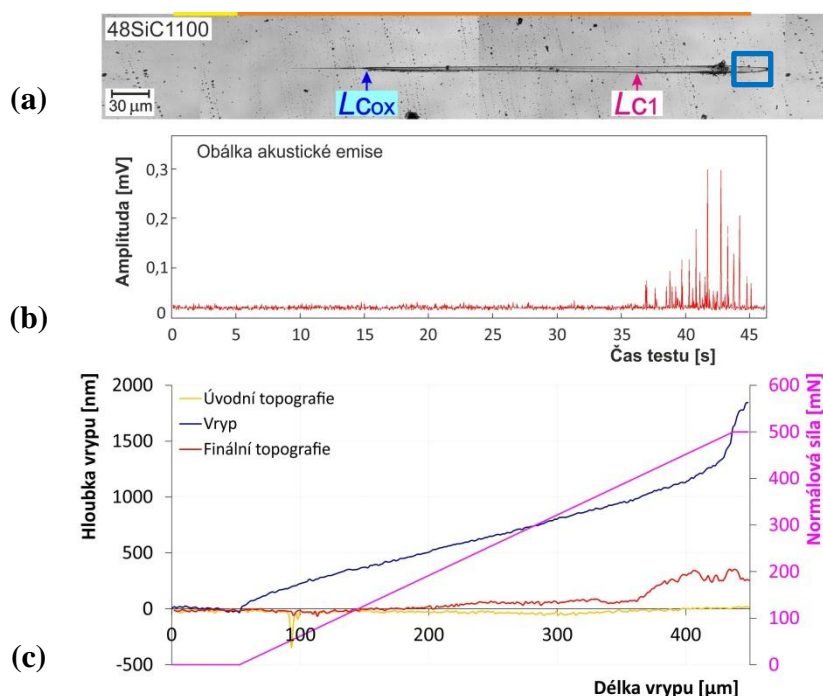 48SiC1100
(a)
30 µm
LCox
LC1
Obálka akustické emise
Amplituda [mV]
0,3
0,2
0,1
0
(b)
0 5 10 15 20 25 30 35 40 45
Čas testu [s]
Hloubka vrypu [nm]
2000
1500
1000
500
0
-500
Úvodní topografie
Vryp
Finální topografie
600
500
400
300
200
100
0
Normálová síla [mN]
0 100 200 300 400
(c)
Délka vrypu [µm]